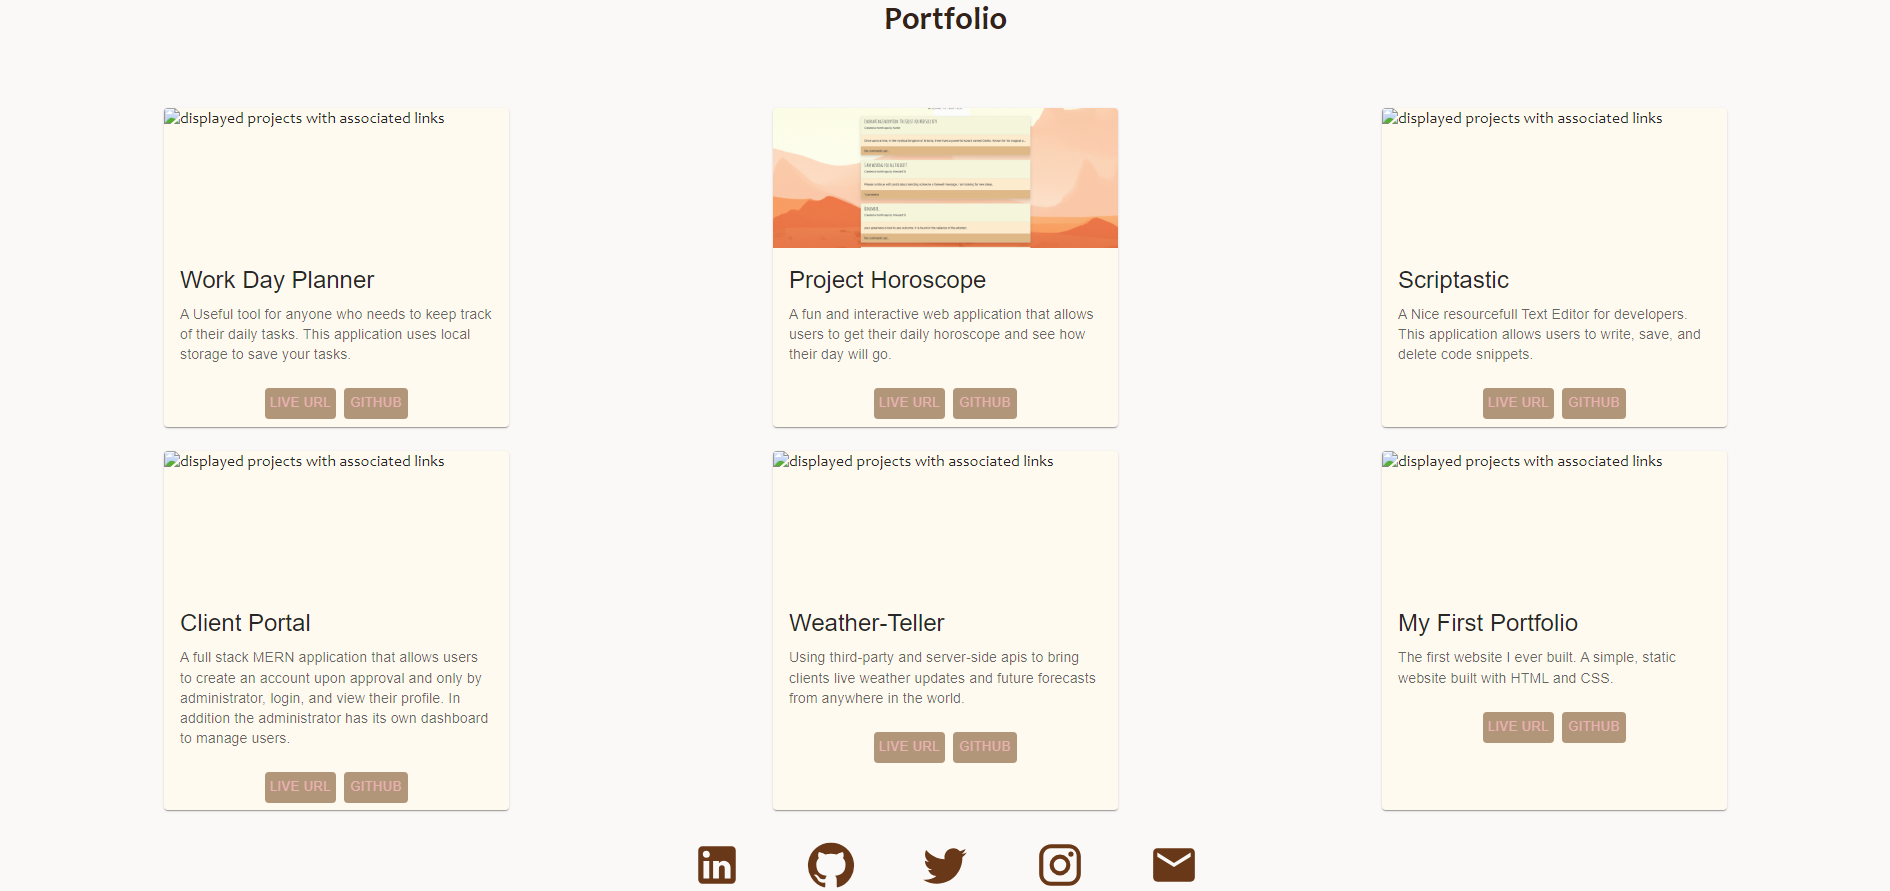 Portfolio
displayed projects with associated links
displayed projects with associated links
Work Day Planner
A Useful tool for anyone who needs to keep track
of their daily tasks. This application uses local
storage to save your tasks.
LIVE URL GITHUB
Project Horoscope
A fun and interactive web application that allows
users to get their daily horoscope and see how
their day will go.
LIVE URL GITHUB
Scriptastic
A Nice resourcefull Text Editor for developers.
This application allows users to write, save, and
delete code snippets.
LIVE URL GITHUB
displayed projects with associated links
displayed projects with associated links
displayed projects with associated links
Client Portal
A full stack MERN application that allows users
to create an account upon approval and only by
administrator, login, and view their profile. In
addition the administrator has its own dashboard
to manage users.
LIVE URL GITHUB
Weather-Teller
Using third-party and server-side apis to bring
clients live weather updates and future forecasts
from anywhere in the world.
LIVE URL GITHUB
My First Portfolio
The first website I ever built. A simple, static
website built with HTML and CSS.
LIVE URL GITHUB